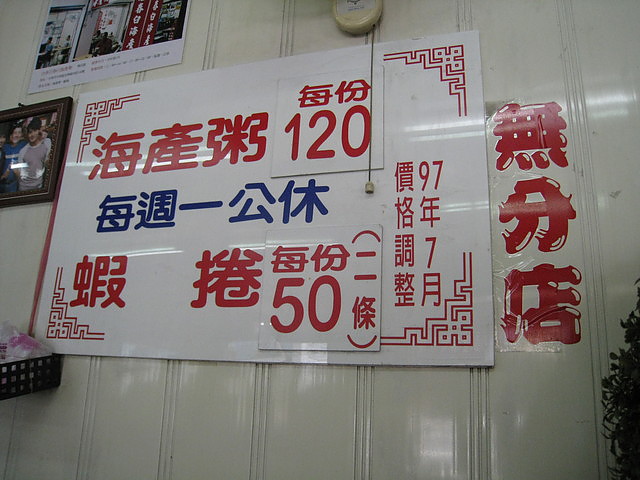 海產粥
每份
120
每週一公休
蝦 捲
每份
50
(二條)
97年7月
價格調整
無分店